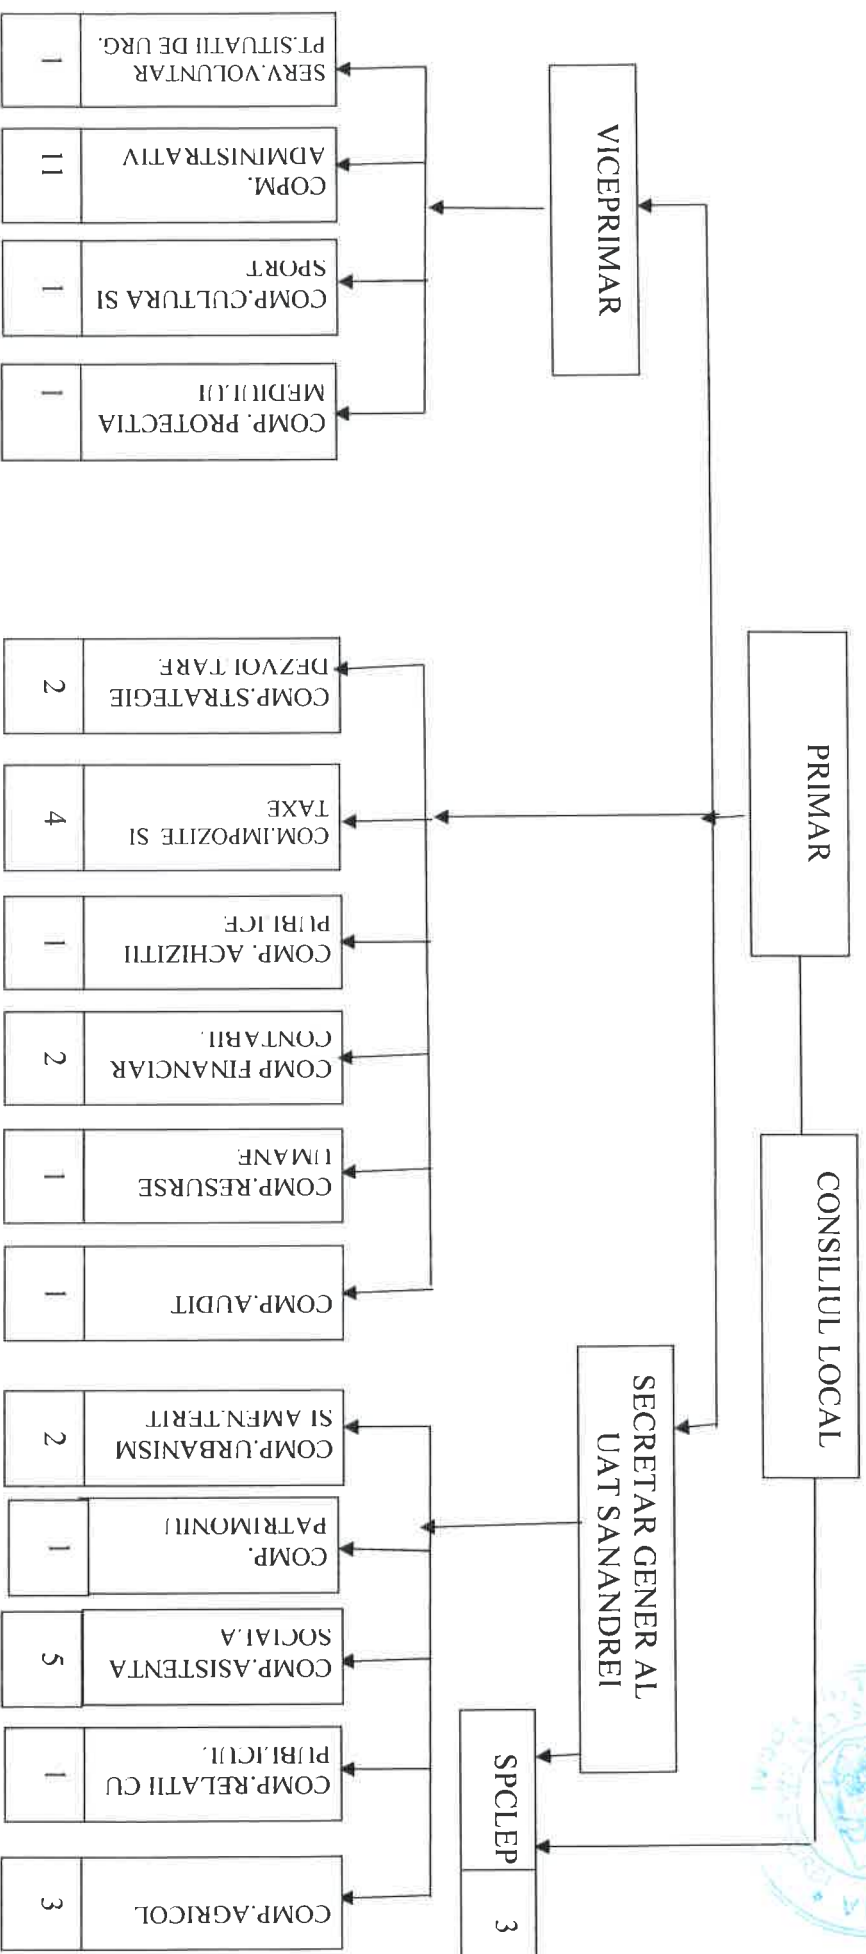 PRIMAR
CONSILIUL LOCAL
VICEPRIMAR
SECRETAR GENER AL
UAT SANANDREI
SPCLEP
3
SERV.VOLUNTAR
PT.SITUATII DE URG.
1
COPM.
ADMINISTRATIV
11
COMP.CULTURA SI
SPORT
1
COMP. PROTECTIA
MEDIULUI
1
COMP.STRATEGIE
DEZVOLTARE
2
COM.IMPOZITE SI
TAXE
4
COMP. ACHIZITII
PUBLICE
1
COMP FINANCIAR
CONTABIL
2
COMP.RESURSE
UMANE
1
COMP.AUDIT
1
COMP.URBANISM
SI AMEN.TERIT
2
COMP.
PATRIMONIU
1
COMP.ASISTENTA
SOCIALA
5
COMP.RELATII CU
PUBLICUL
1
COMP.AGRICOL
3